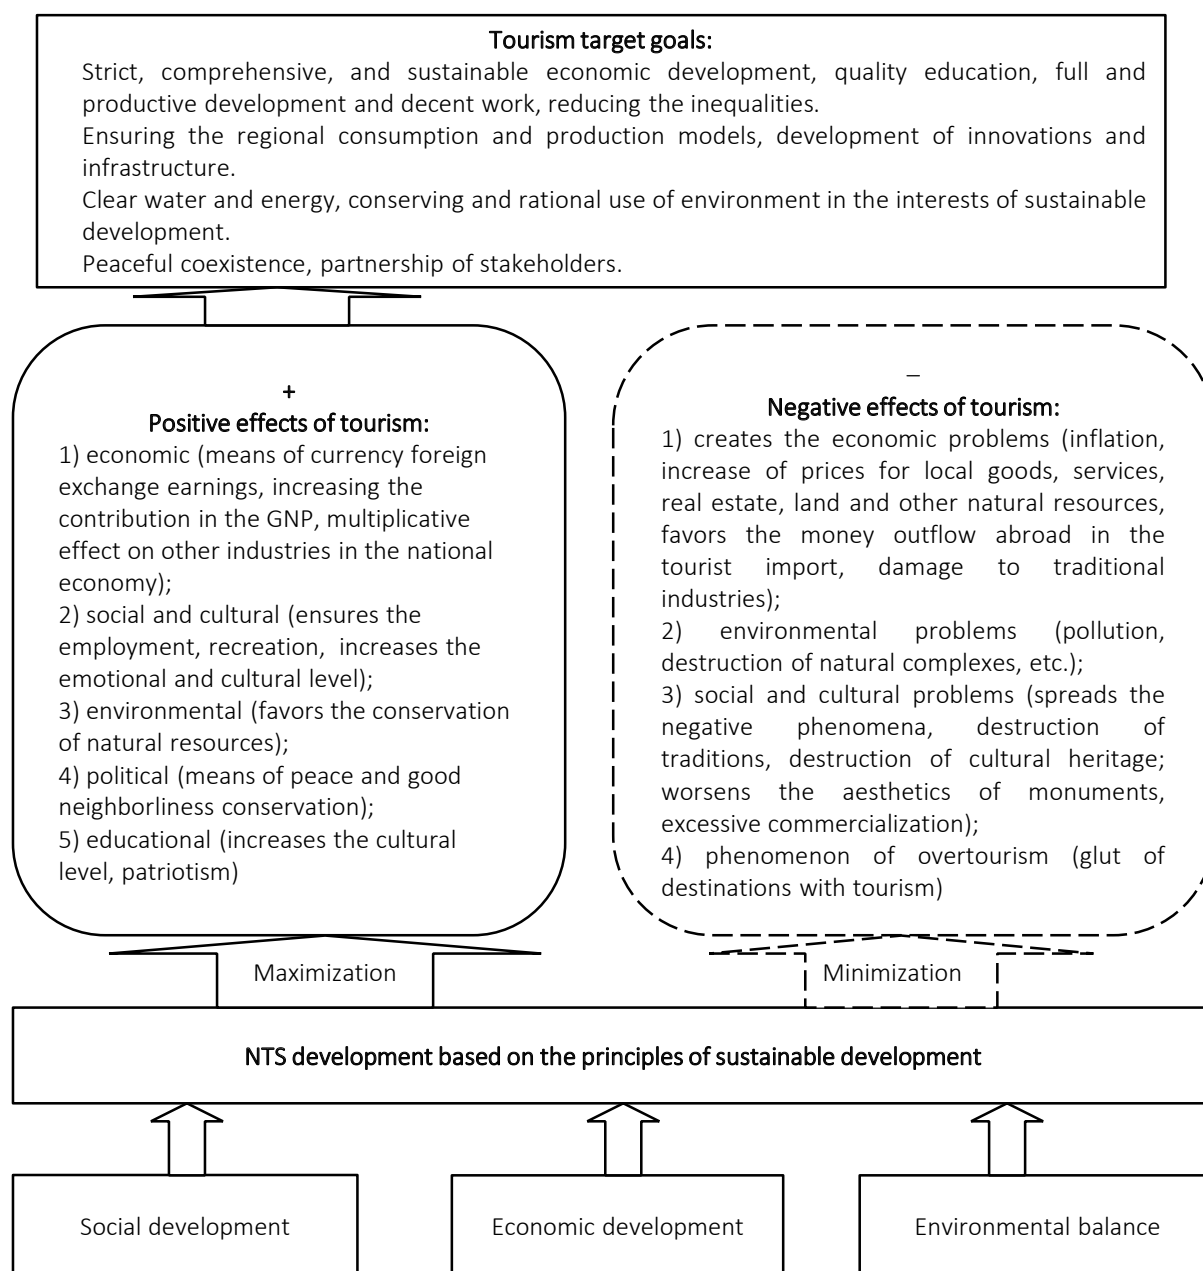 Tourism target goals:
Strict, comprehensive, and sustainable economic development, quality education, full and
productive development and decent work, reducing the inequalities.
Ensuring the regional consumption and production models, development of innovations and
infrastructure.
Clear water and energy, conserving and rational use of environment in the interests of sustainable
development.
Peaceful coexistence, partnership of stakeholders.
+
Positive effects of tourism:
1) economic (means of currency foreign
exchange earnings, increasing the
contribution in the GNP, multiplicative
effect on other industries in the national
economy);
2) social and cultural (ensures the
employment, recreation, increases the
emotional and cultural level);
3) environmental (favors the conservation
of natural resources);
4) political (means of peace and good
neighborliness conservation);
5) educational (increases the cultural
level, patriotism)
–
Negative effects of tourism:
1) creates the economic problems (inflation,
increase of prices for local goods, services,
real estate, land and other natural resources,
favors the money outflow abroad in the
tourist import, damage to traditional
industries);
2) environmental problems (pollution,
destruction of natural complexes, etc.);
3) social and cultural problems (spreads the
negative phenomena, destruction of
traditions, destruction of cultural heritage;
worsens the aesthetics of monuments,
excessive commercialization);
4) phenomenon of overtourism (glut of
destinations with tourism)
Maximization
Minimization
NTS development based on the principles of sustainable development
Social development
Economic development
Environmental balance